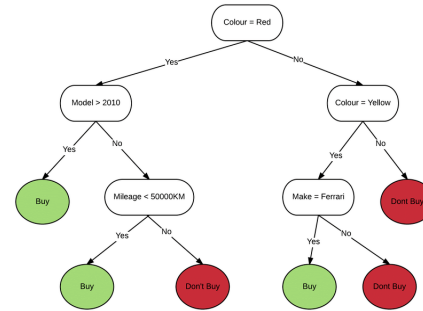 Colour = Red
Yes
No
Model > 2010
Colour = Yellow
Yes
No
Yes
No
Buy
Mileage < 50000KM
Make = Ferrari
Dont Buy
Yes
No
Yes
No
Buy
Don't Buy
Buy
Dont Buy